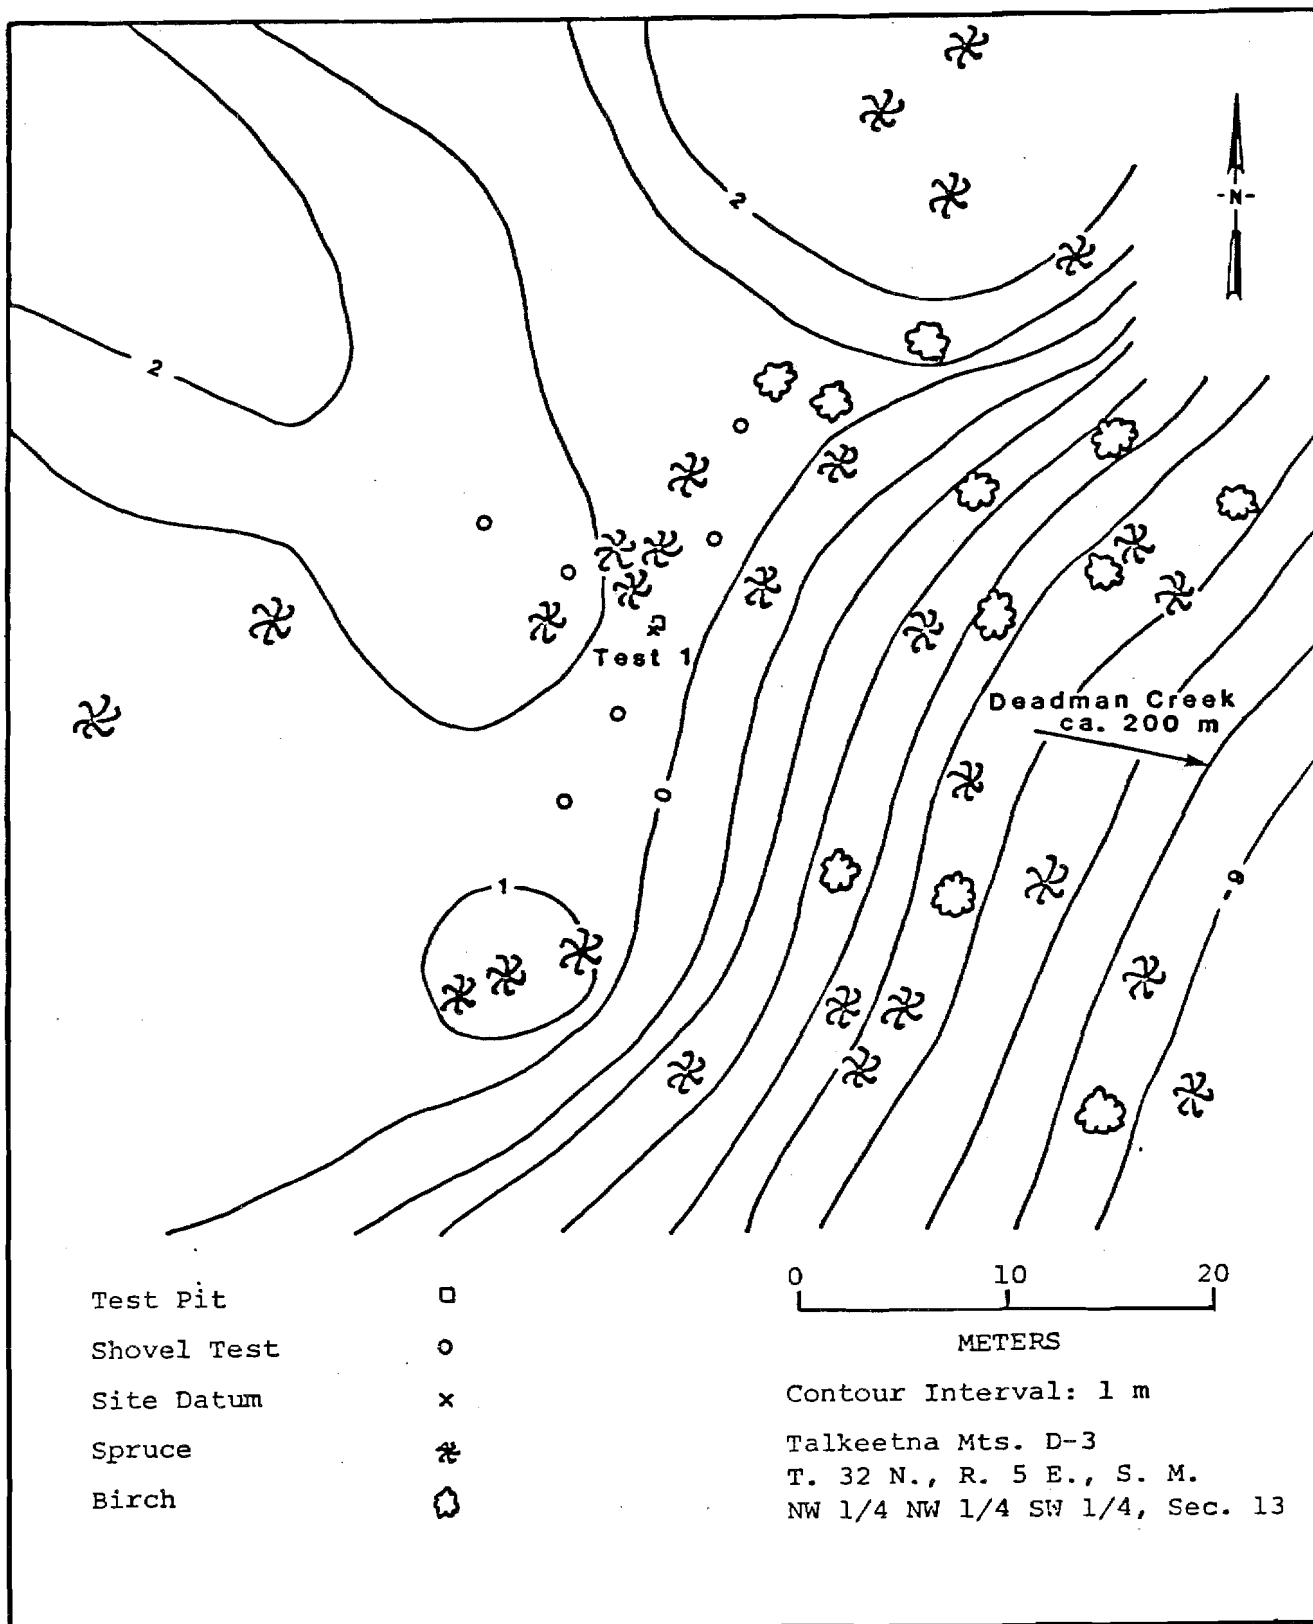 -N-
2
2
Test 1
Deadman Creek
ca. 200 m
0
1
-9
Test Pit
Shovel Test
Site Datum
Spruce
Birch
0 10 20
METERS
Contour Interval: 1 m
Talkeetna Mts. D-3
T. 32 N., R. 5 E., S. M.
NW 1/4 NW 1/4 SW 1/4, Sec. 13